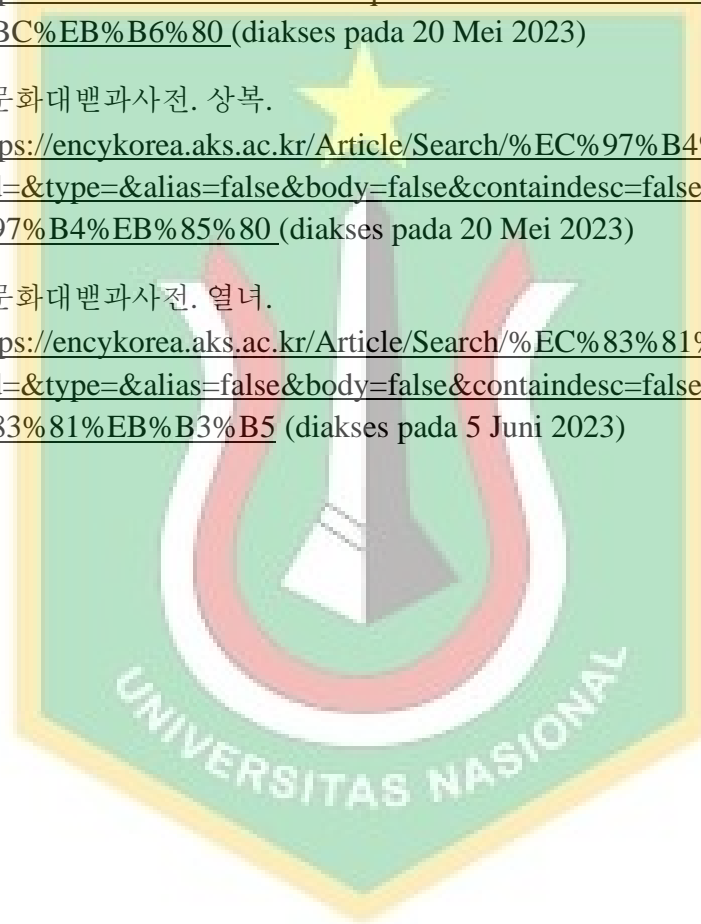 BC%EB%B6%80 (diakses pada 20 Mei 2023)
문화대밷과사전. 상복.
ps://encykorea.aks.ac.kr/Article/Search/%EC%97%B4
l=&type=&alias=false&body=false&containdesc=false
97%B4%EB%85%80 (diakses pada 20 Mei 2023)
문화대밷과사전. 열녀.
ps://encykorea.aks.ac.kr/Article/Search/%EC%83%81%
l=&type=&alias=false&body=false&containdesc=false
83%81%EB%B3%B5 (diakses pada 5 Juni 2023)
UNIVERSITAS NASIONAL